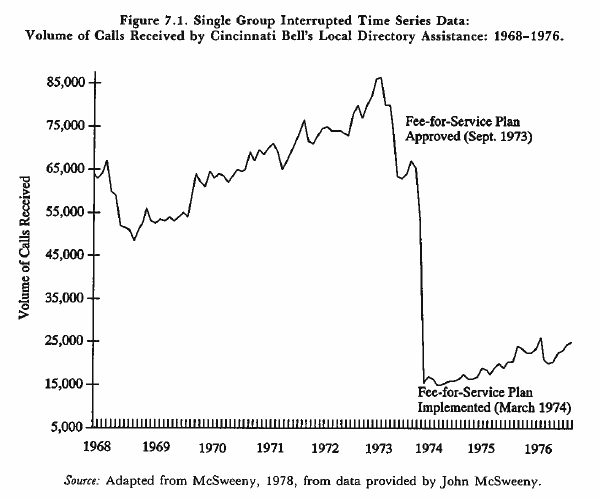 Figure 7.1. Single Group Interrupted Time Series Data:
Volume of Calls Received by Cincinnati Bell's Local Directory Assistance: 1968-1976.
85,000
75,000
65,000
55,000
45,000
35,000
25,000
15,000
5,000
Volume of Calls Received
Fee-for-Service Plan
Approved (Sept. 1973)
Fee-for-Service Plan
Implemented (March 1974)
1968 1969 1970 1971 1972 1973 1974 1975 1976
Source: Adapted from McSweeny, 1978, from data provided by John McSweeny.